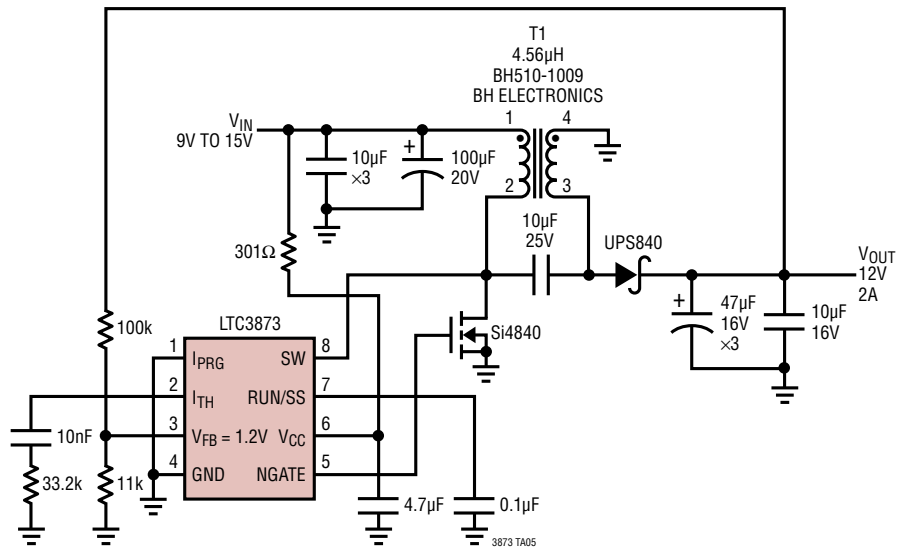 T1
4.56µH
BH510-1009
BH ELECTRONICS
VIN
9V TO 15V
1
4
10µF
×3
+
100µF
20V
2
3
301Ω
10µF
25V
UPS840
VOUT
12V
2A
+
47µF
16V
×3
10µF
16V
100k
LTC3873
Si4840
1
IPRG
SW
8
2
ITH
RUN/SS
7
10nF
3
VFB = 1.2V
VCC
6
33.2k
11k
4
GND
NGATE
5
4.7µF
0.1µF
3873 TA05